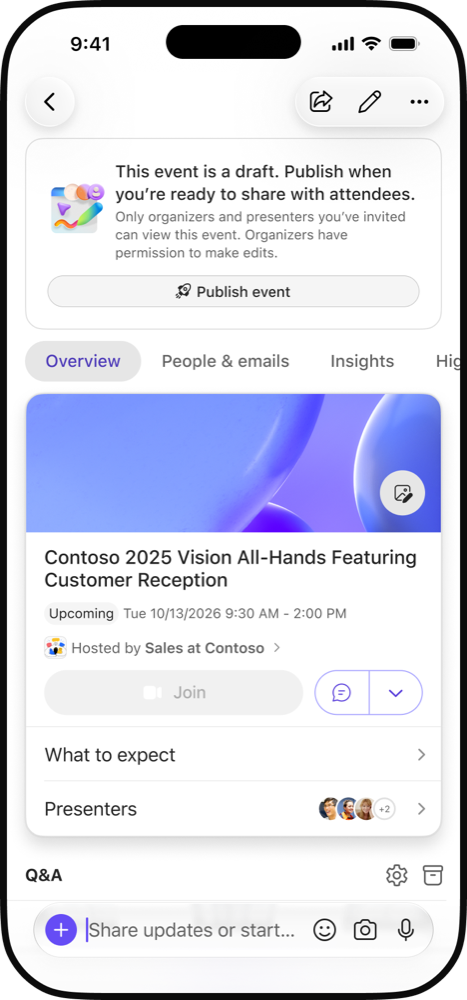 9:41
This event is a draft. Publish when
you're ready to share with attendees.
Only organizers and presenters you've invited
can view this event. Organizers have
permission to make edits.
Publish event
Overview People & emails Insights Hig
Contoso 2025 Vision All-Hands Featuring
Customer Reception
Upcoming Tue 10/13/2026 9:30 AM - 2:00 PM
Hosted by Sales at Contoso
Join
What to expect
Presenters +2
Q&A
Share updates or start...